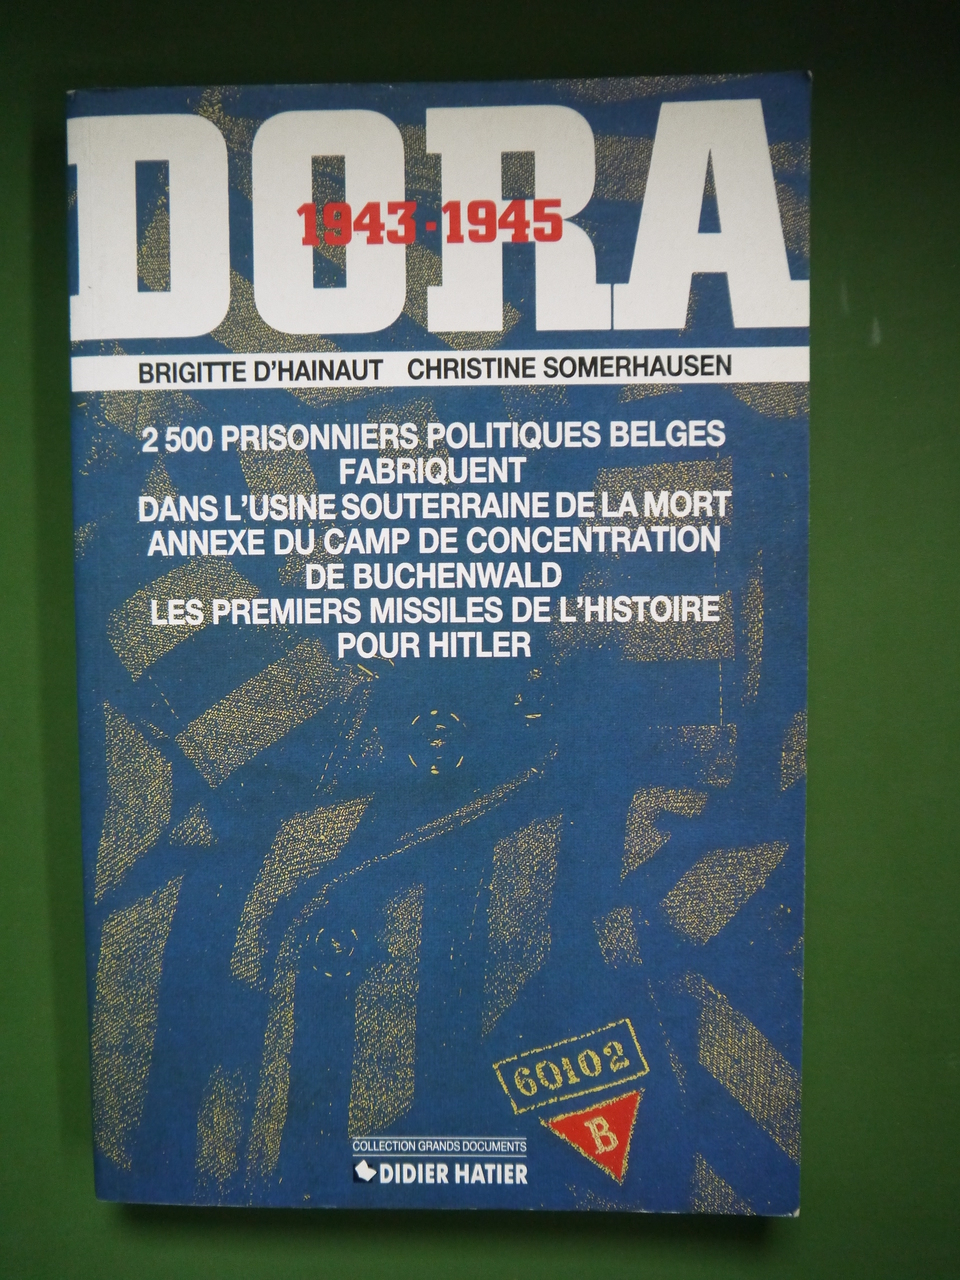 DORA
1943-1945
BRIGITTE D'HAINAUT CHRISTINE SOMERHAUSEN
2 500 PRISONNIERS POLITIQUES BELGES
FABRIQUENT
DANS L'USINE SOUTERRAINE DE LA MORT
ANNEXE DU CAMP DE CONCENTRATION
DE BUCHENWALD
LES PREMIERS MISSILES DE L'HISTOIRE
POUR HITLER
60102
B
COLLECTION GRANDS DOCUMENTS
DIDIER HATIER